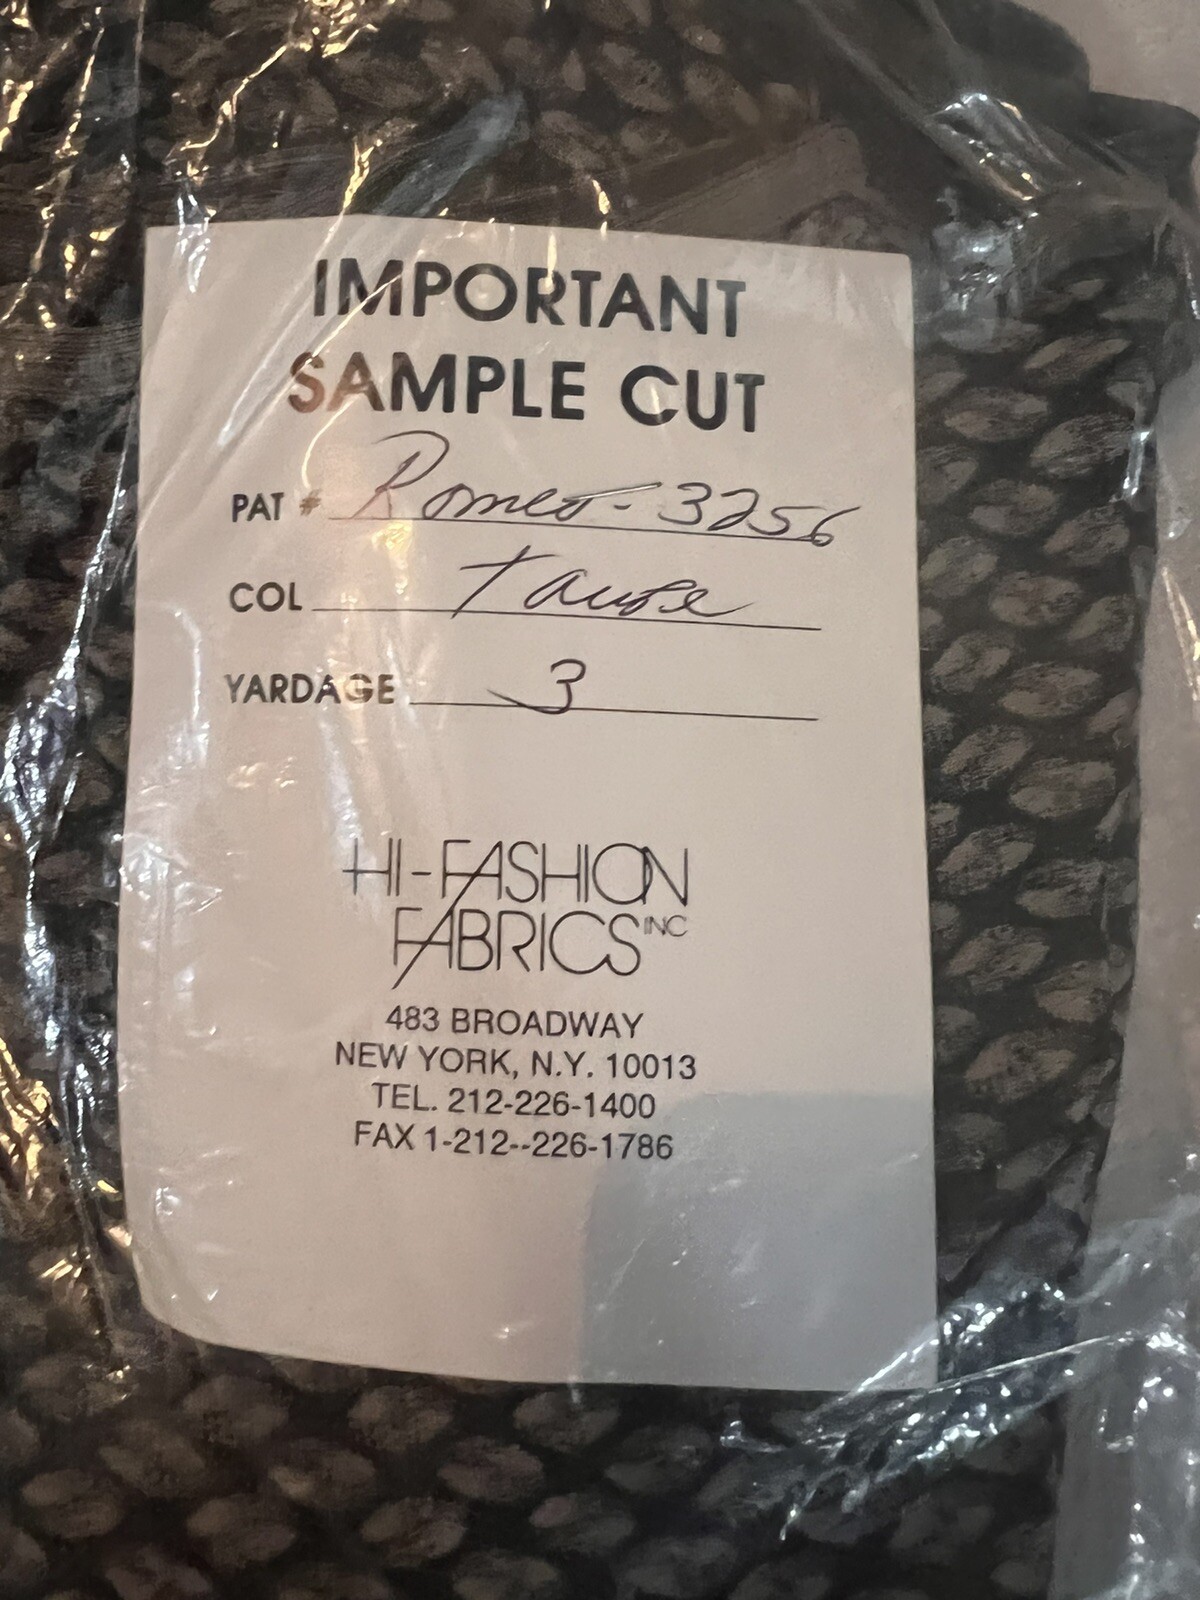 IMPORTANT
SAMPLE CUT
PAT # Romeo - 3256
COL taupe
YARDAGE 3
HI-FASHION
FABRICS INC
483 BROADWAY
NEW YORK, N.Y. 10013
TEL. 212-226-1400
FAX 1-212--226-1786